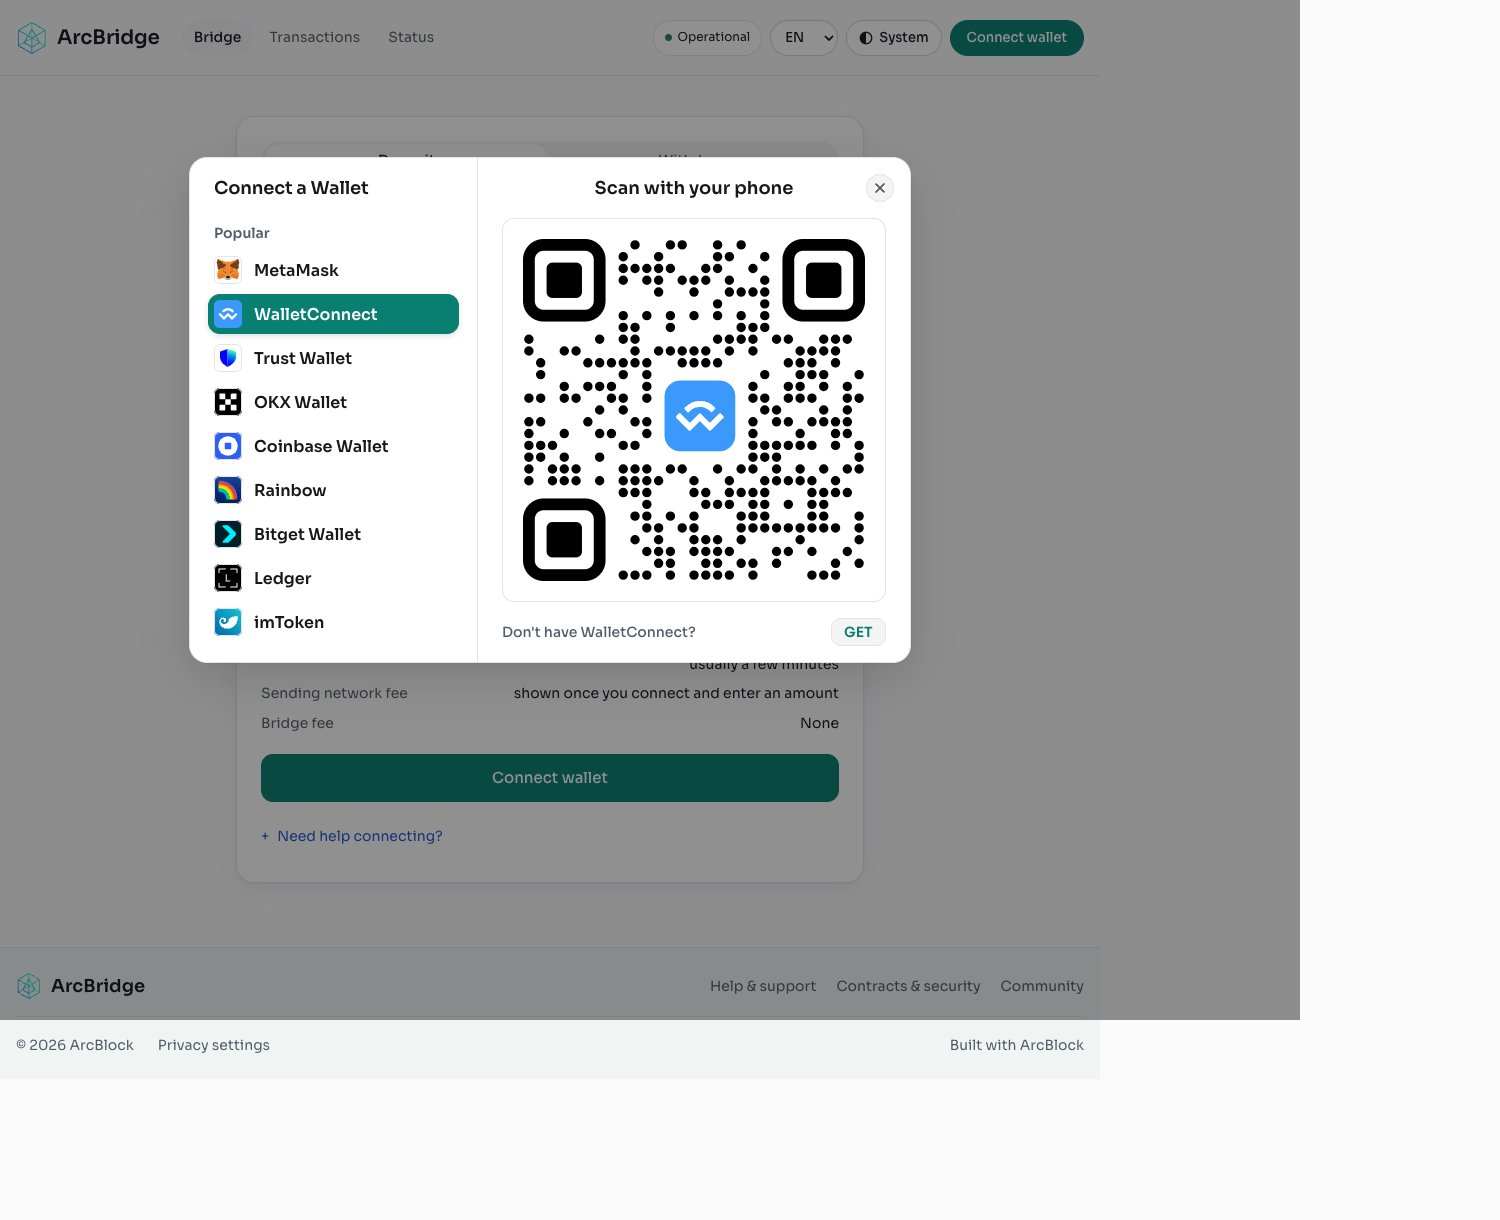 ArcBridge
Bridge Transactions Status
Operational EN System Connect wallet
Connect a Wallet
Popular
MetaMask
WalletConnect
Trust Wallet
OKX Wallet
Coinbase Wallet
Rainbow
Bitget Wallet
Ledger
imToken
Scan with your phone
Don't have WalletConnect? GET
usually a few minutes
Sending network fee shown once you connect and enter an amount
Bridge fee None
Connect wallet
+ Need help connecting?
ArcBridge
Help & support Contracts & security Community
© 2026 ArcBlock Privacy settings Built with ArcBlock